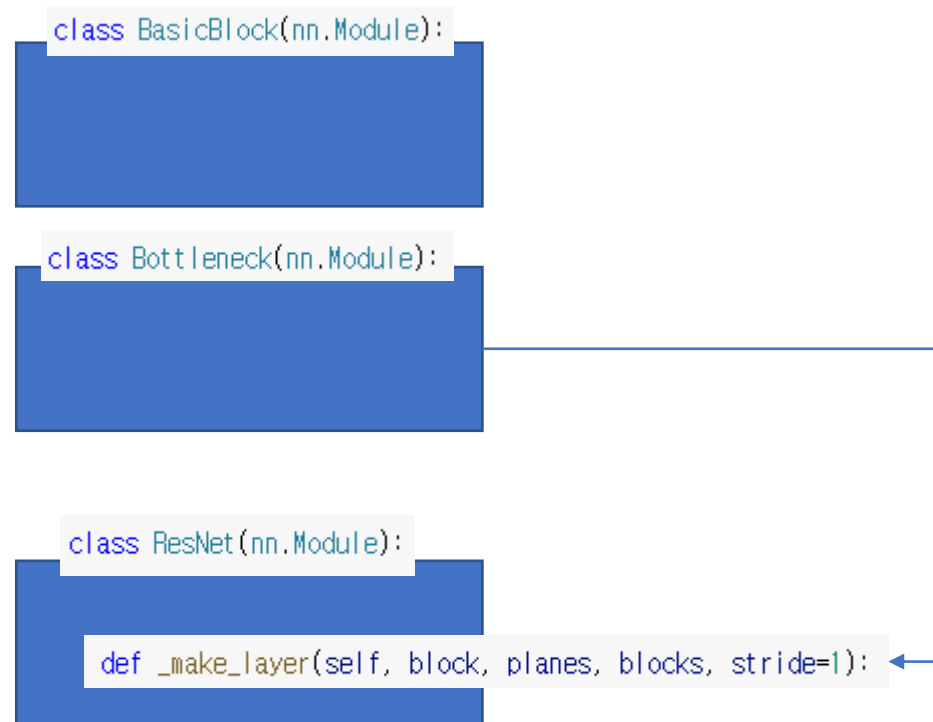 class BasicBlock(nn.Module):
class Bottleneck(nn.Module):
class ResNet(nn.Module):
def _make_layer(self, block, planes, blocks, stride=1):